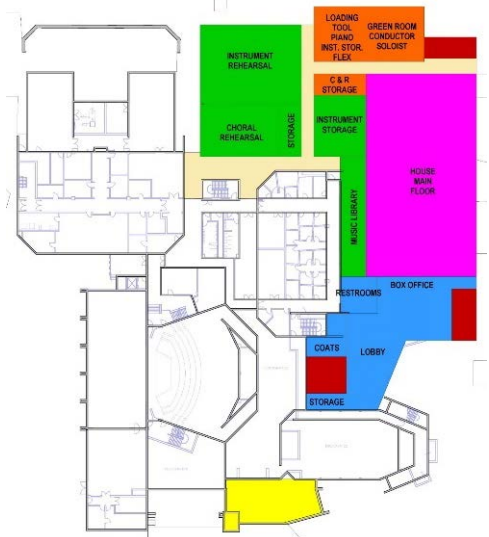 LOADING
TOOL
PIANO
INST. STOR.
FLEX
GREEN ROOM
CONDUCTOR
SOLOIST
INSTRUMENT
REHEARSAL
C & R
STORAGE
INSTRUMENT
STORAGE
CHORAL
REHEARSAL
STORAGE
HOUSE
MAIN
FLOOR
MUSIC LIBRARY
BOX OFFICE
RESTROOMS
COATS
LOBBY
STORAGE